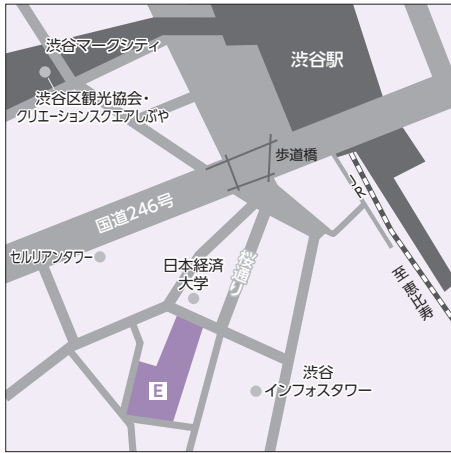 渋谷マークシティ
渋谷駅
渋谷区観光協会・
クリエーションスクエアしぶや
歩道橋
JR
国道246号
セルリアンタワー
日本経済
大学
桜通り
至恵比寿
E
渋谷
インフォスタワー